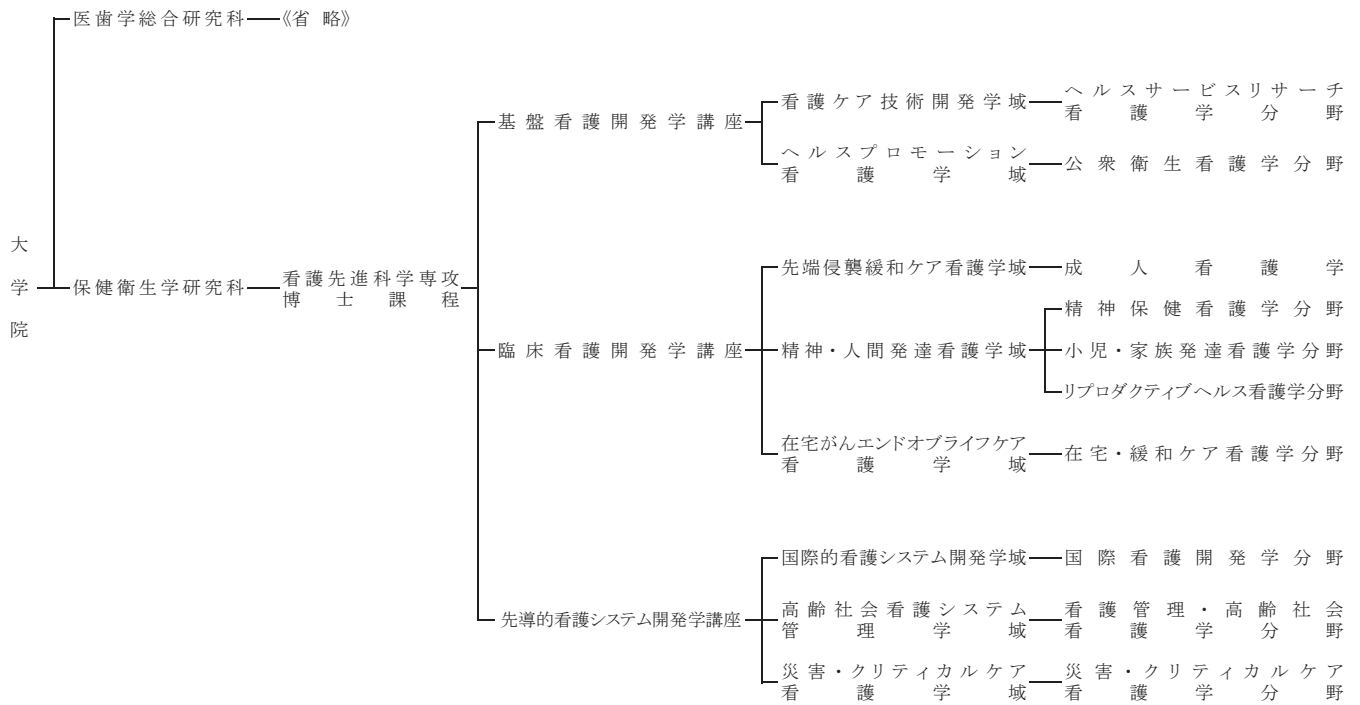 医歯学総合研究科
《省 略》
大学院
保健衛生学研究科
看護先進科学専攻
博士課程
基盤看護開発学講座
看護ケア技術開発学域
ヘルスサービスリサーチ
看護学分野
ヘルスプロモーション
看護学域
公衆衛生看護学分野
臨床看護開発学講座
先端侵襲緩和ケア看護学域
成人看護学
精神・人間発達看護学域
精神保健看護学分野
小児・家族発達看護学分野
リプロダクティブヘルス看護学分野
在宅がんエンドオブライフケア
看護学域
在宅・緩和ケア看護学分野
先導的看護システム開発学講座
国際的看護システム開発学域
国際看護開発学分野
高齢社会看護システム
管理学域
看護管理・高齢社会
看護学分野
災害・クリティカルケア
看護学域
災害・クリティカルケア
看護学分野